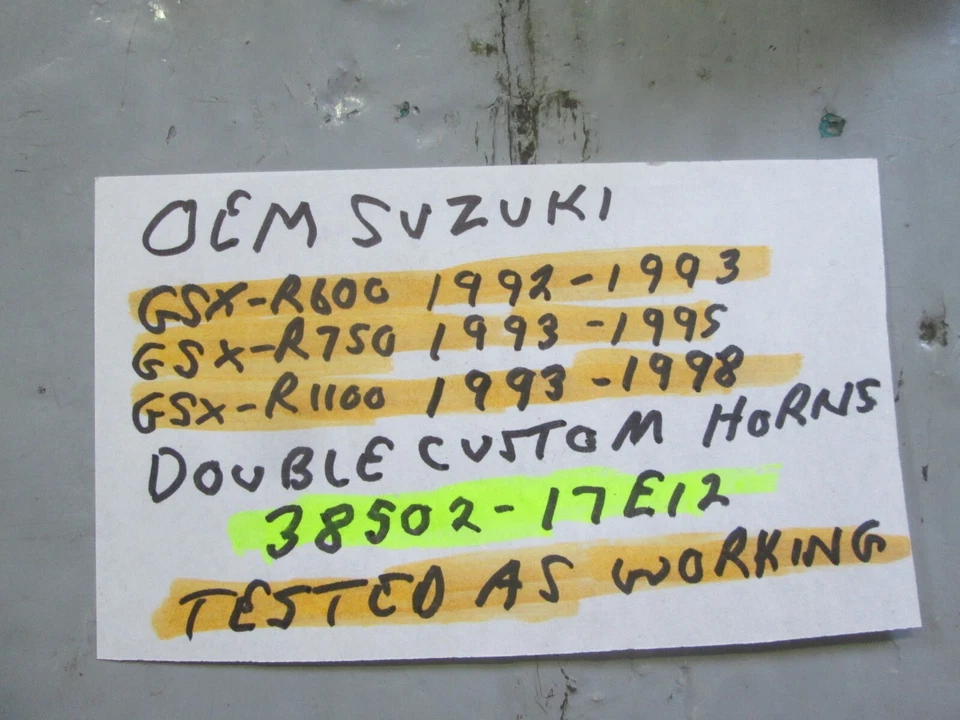 OEM SUZUKI
GSX-R600 1992-1993
GSX-R750 1993-1995
GSX-R1100 1993-1998
DOUBLE CUSTOM HORNS
38502-17E12
TESTED AS WORKING